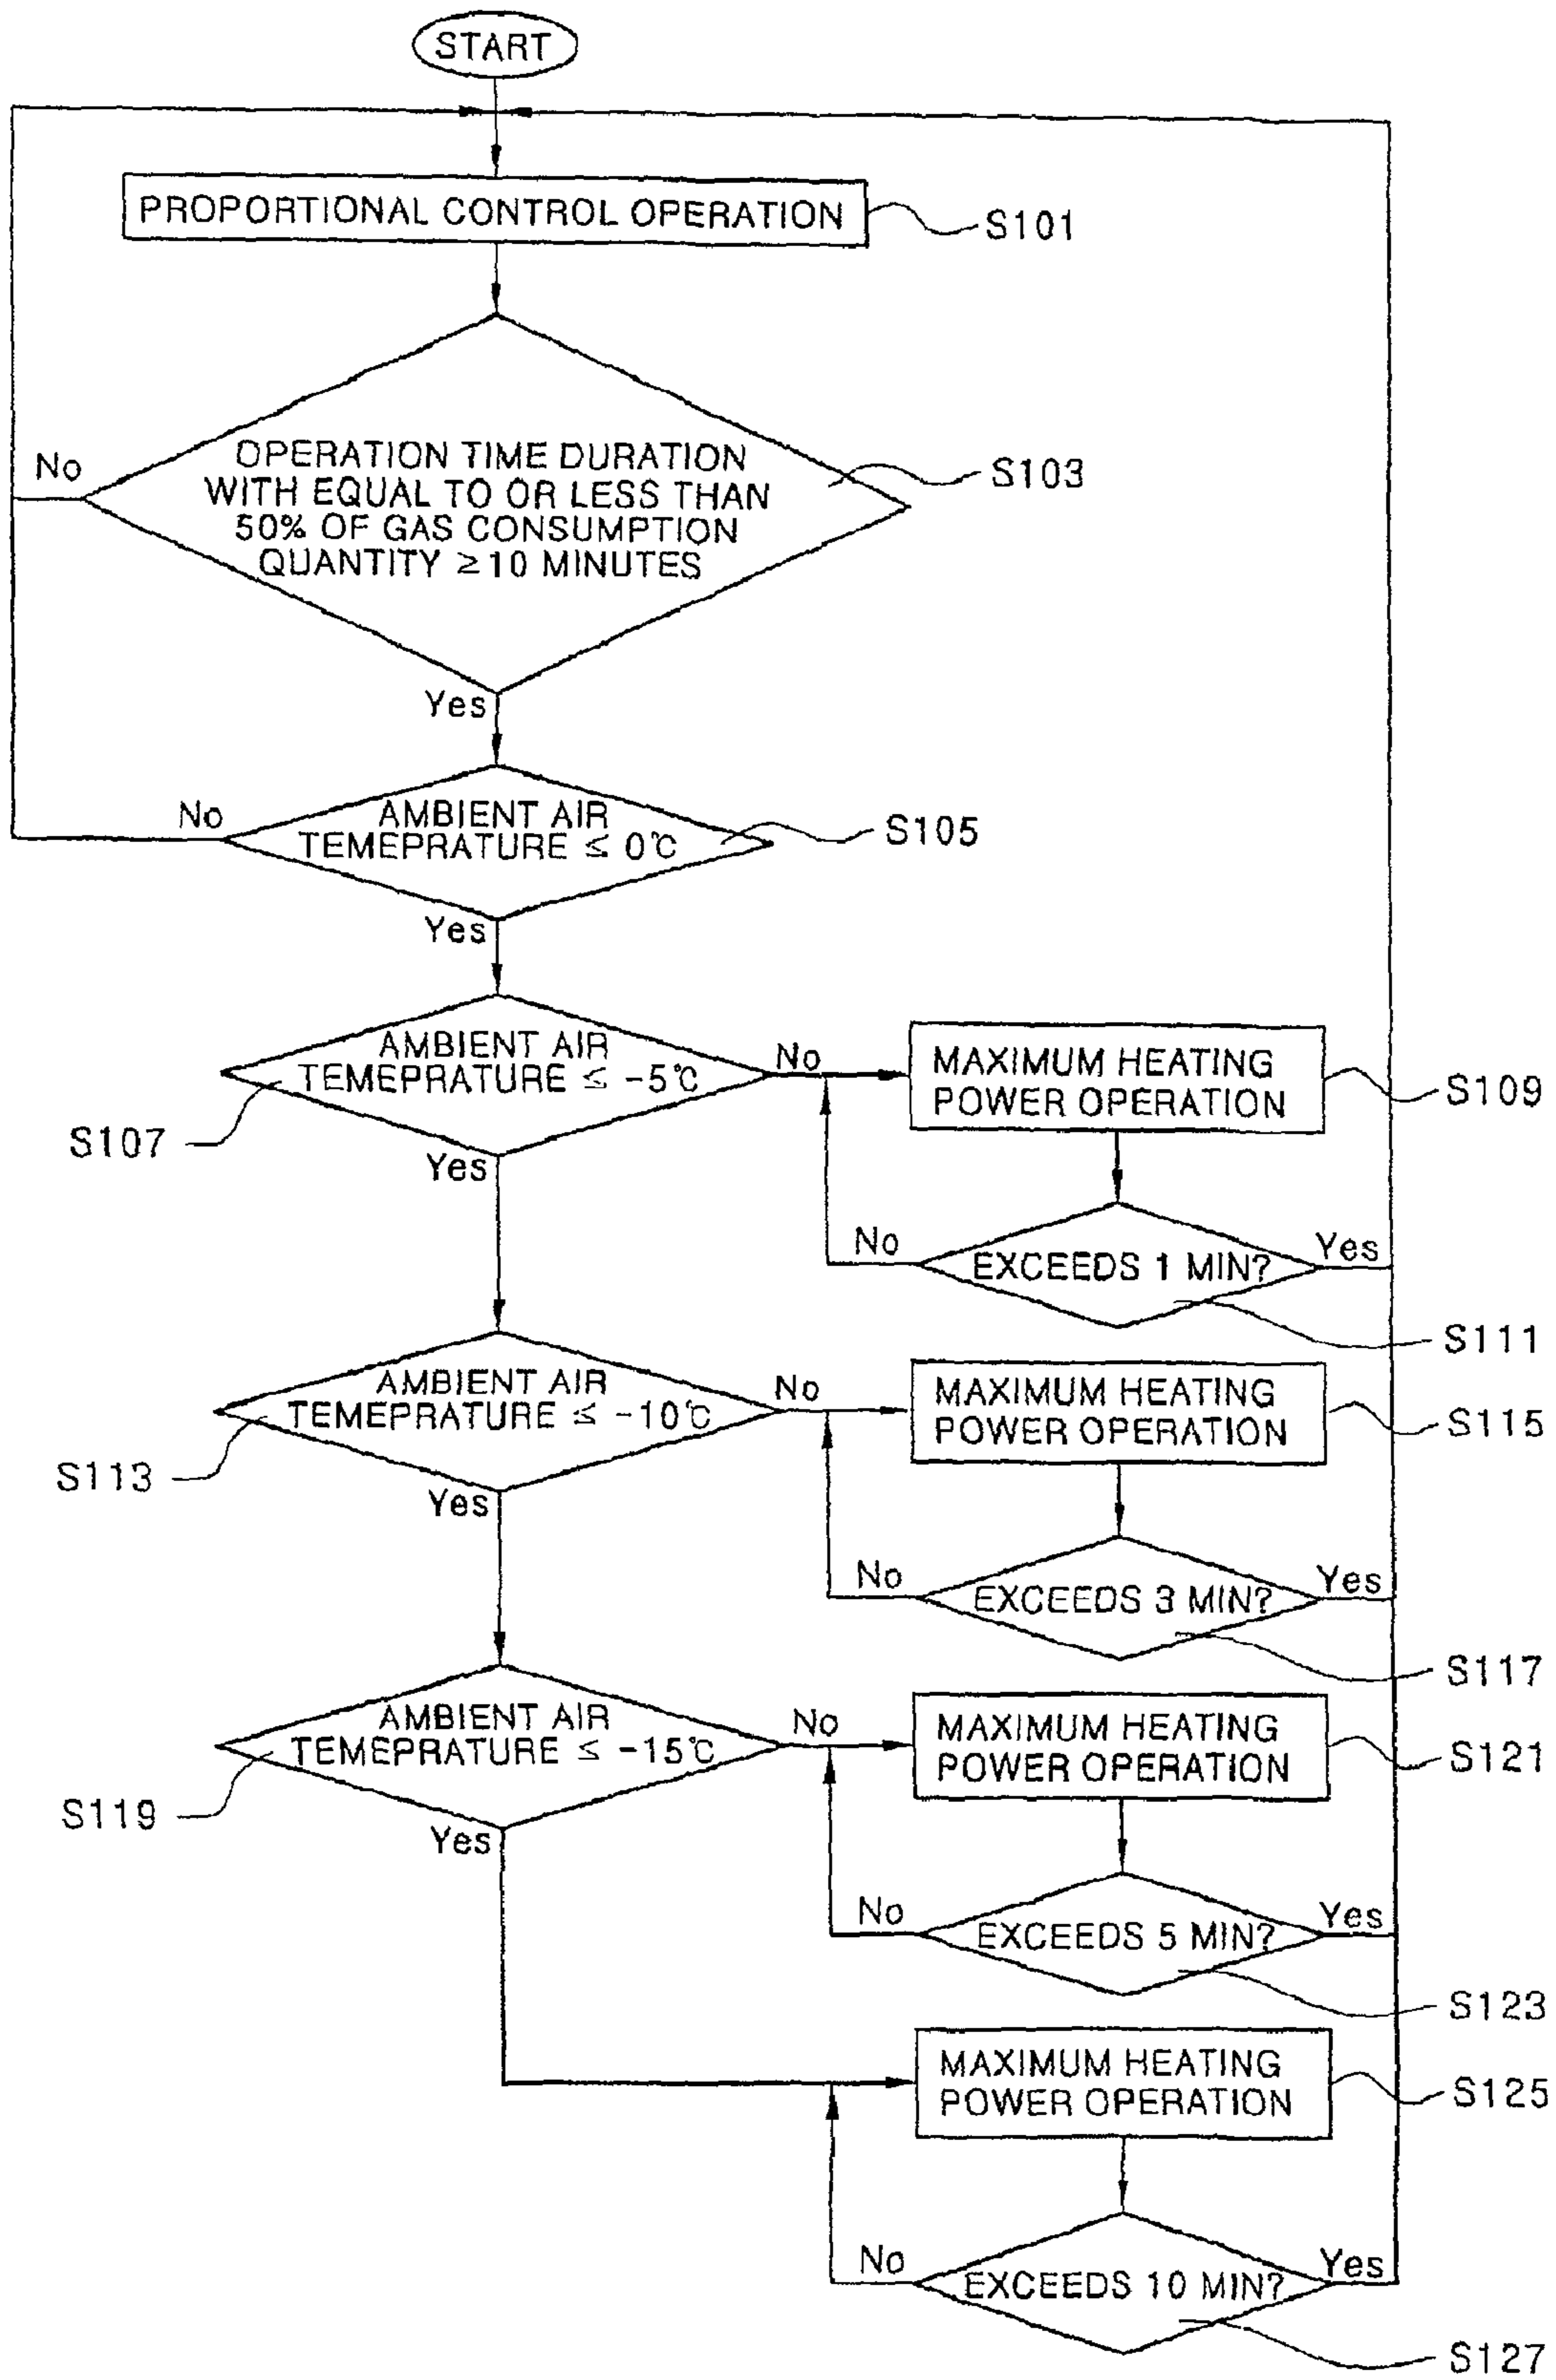 START
PROPORTIONAL CONTROL OPERATION
S101
No
OPERATION TIME DURATION
WITH EQUAL TO OR LESS THAN
50% OF GAS CONSUMPTION
QUANTITY ≥10 MINUTES
S103
Yes
No
AMBIENT AIR
TEMEPRATURE ≤ 0℃
S105
Yes
AMBIENT AIR
TEMEPRATURE ≤ -5℃
S107
No
MAXIMUM HEATING
POWER OPERATION
S109
Yes
No
EXCEEDS 1 MIN?
Yes
S111
AMBIENT AIR
TEMEPRATURE ≤ -10℃
S113
No
MAXIMUM HEATING
POWER OPERATION
S115
Yes
No
EXCEEDS 3 MIN?
Yes
S117
AMBIENT AIR
TEMEPRATURE ≤ -15℃
S119
No
MAXIMUM HEATING
POWER OPERATION
S121
Yes
No
EXCEEDS 5 MIN?
Yes
S123
MAXIMUM HEATING
POWER OPERATION
S125
No
EXCEEDS 10 MIN?
Yes
S127